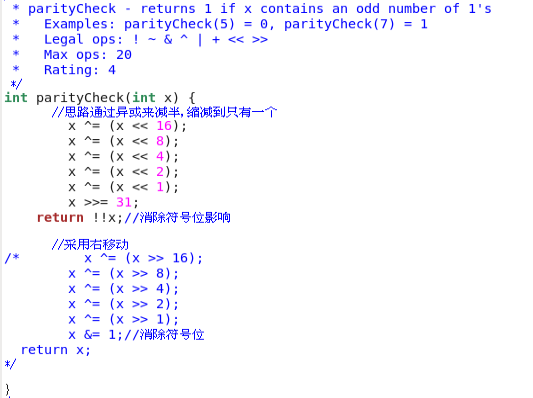 * parityCheck - returns 1 if x contains an odd number of 1's
*   Examples: parityCheck(5) = 0, parityCheck(7) = 1
*   Legal ops: ! ~ & ^ | + << >>
*   Max ops: 20
*   Rating: 4
*/
int parityCheck(int x) {
//思路通过异或来减半,缩减到只有一个
x ^= (x << 16);
x ^= (x << 8);
x ^= (x << 4);
x ^= (x << 2);
x ^= (x << 1);
x >>= 31;
return !!x;//消除符号位影响
//采用右移动
/*        x ^= (x >> 16);
x ^= (x >> 8);
x ^= (x >> 4);
x ^= (x >> 2);
x ^= (x >> 1);
x &= 1;//消除符号位
return x;
*/
}